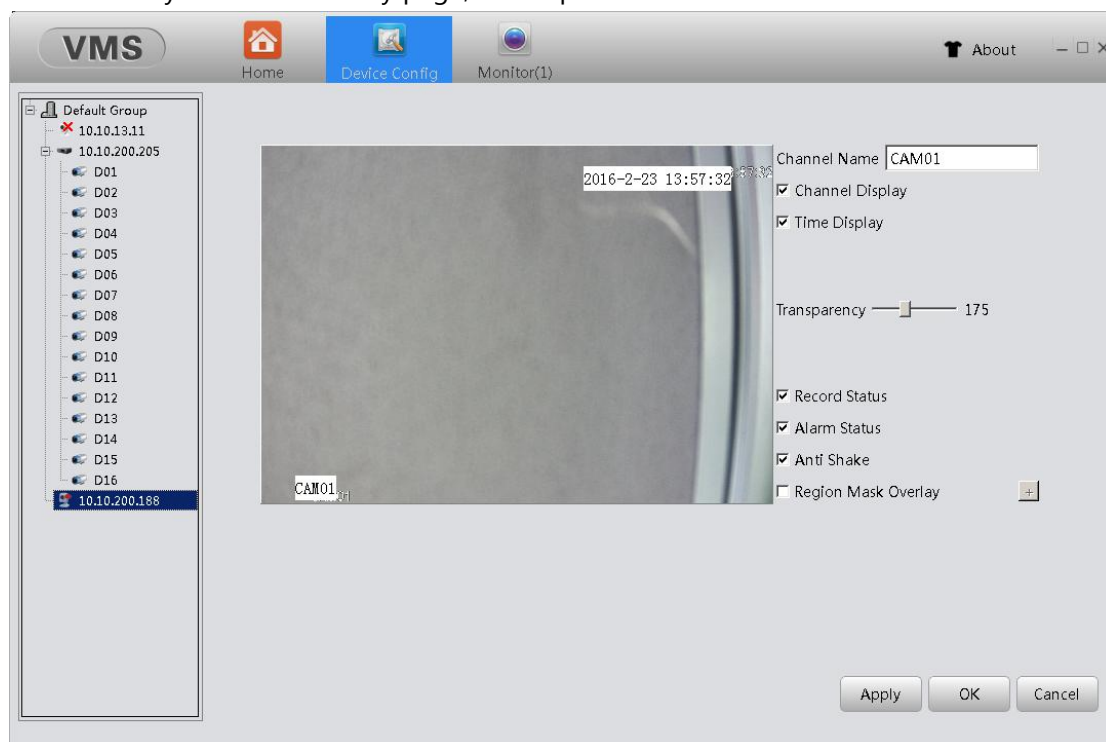 VMS
Home
Device Config
Monitor(1)
About
Default Group
10.10.13.11
10.10.200.205
D01
D02
D03
D04
D05
D06
D07
D08
D09
D10
D11
D12
D13
D14
D15
D16
10.10.200.188
2016-2-23 13:57:32
CAM01
Channel Name CAM01
Channel Display
Time Display
Transparency 175
Record Status
Alarm Status
Anti Shake
Region Mask Overlay +
Apply OK Cancel